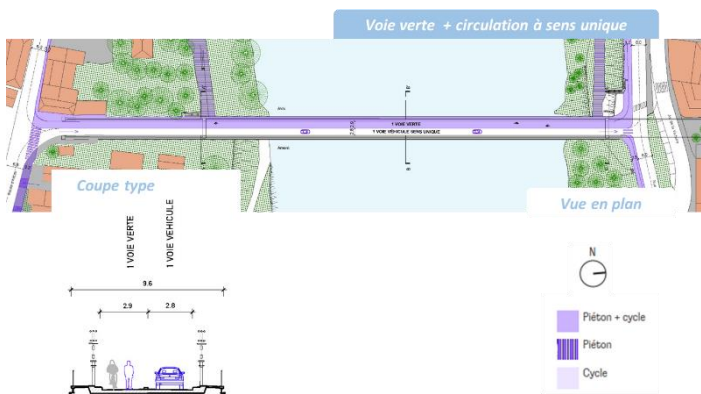 Voie verte + circulation à sens unique
1 VOIE VERTE
1 VOIE VÉHICULE SENS UNIQUE
Coupe type
Vue en plan
1 VOIE VERTE
1 VOIE VEHICULE
9.6
2.9
2.8
N
Piéton + cycle
Piéton
Cycle